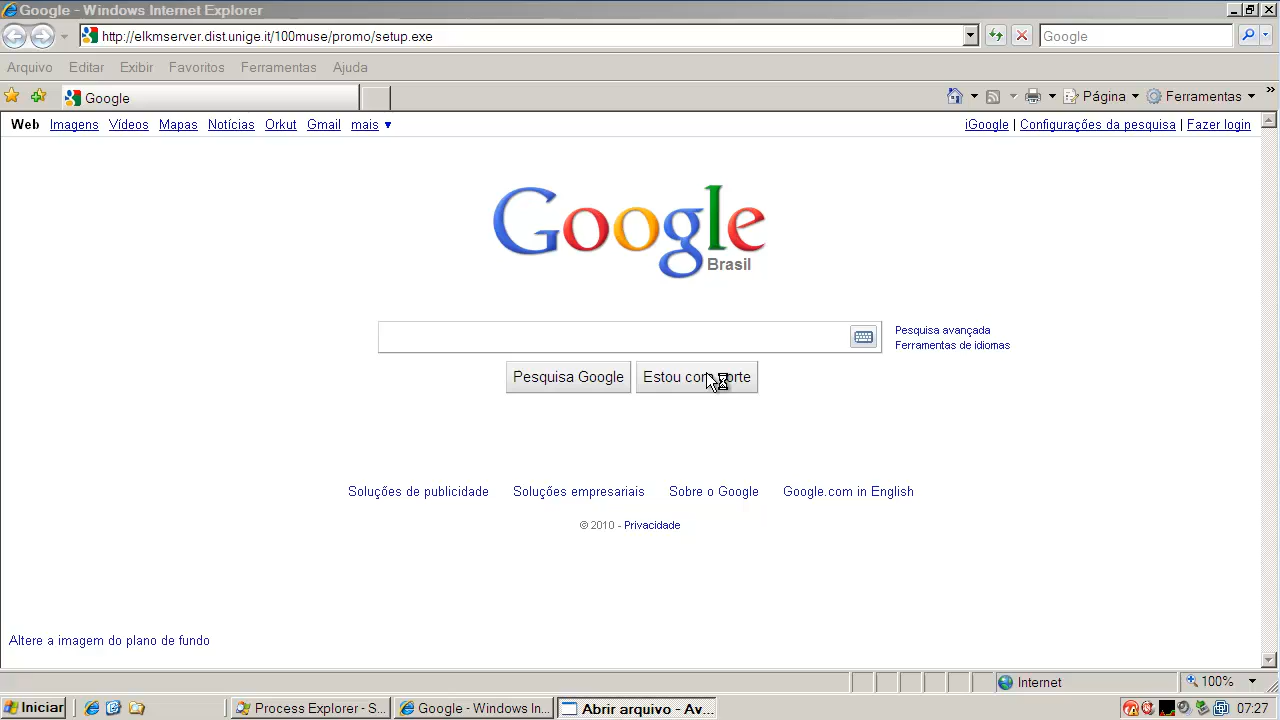 Google - Windows Internet Explorer
http://elkmserver.dist.unige.it/100muse/promo/setup.exe
Google
Arquivo Editar Exibir Favoritos Ferramentas Ajuda
Google
Página Ferramentas
Web Imagens Vídeos Mapas Notícias Orkut Gmail mais ▼
iGoogle | Configurações da pesquisa | Fazer login
Google
Brasil
Pesquisa avançada
Ferramentas de idiomas
Pesquisa Google
Estou com sorte
Soluções de publicidade Soluções empresariais Sobre o Google Google.com in English
© 2010 - Privacidade
Altere a imagem do plano de fundo
Internet
100%
Iniciar
Process Explorer - S...
Google - Windows In...
Abrir arquivo - Av...
07:27